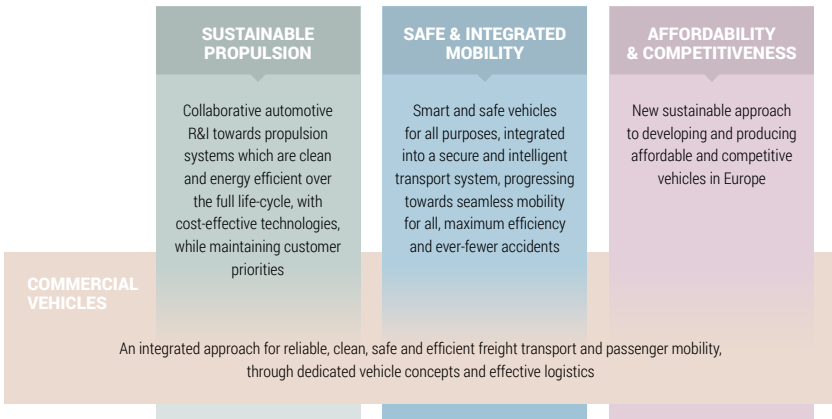 SUSTAINABLE
PROPULSION
Collaborative automotive
R&I towards propulsion
systems which are clean
and energy efficient over
the full life-cycle, with
cost-effective technologies,
while maintaining customer
priorities
SAFE & INTEGRATED
MOBILITY
Smart and safe vehicles
for all purposes, integrated
into a secure and intelligent
transport system, progressing
towards seamless mobility
for all, maximum efficiency
and ever-fewer accidents
AFFORDABILITY
& COMPETITIVENESS
New sustainable approach
to developing and producing
affordable and competitive
vehicles in Europe
COMMERCIAL
VEHICLES
An integrated approach for reliable, clean, safe and efficient freight transport and passenger mobility,
through dedicated vehicle concepts and effective logistics